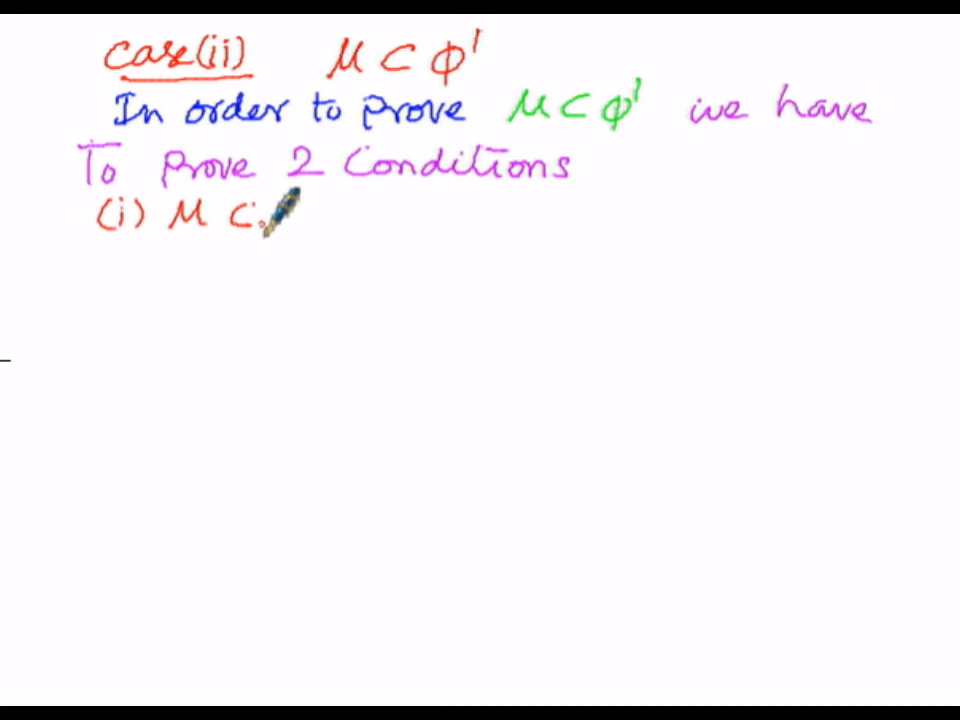 Case(ii) M ⊂ φ'
In order to prove M ⊂ φ' we have
To prove 2 Conditions
(i) M ⊂